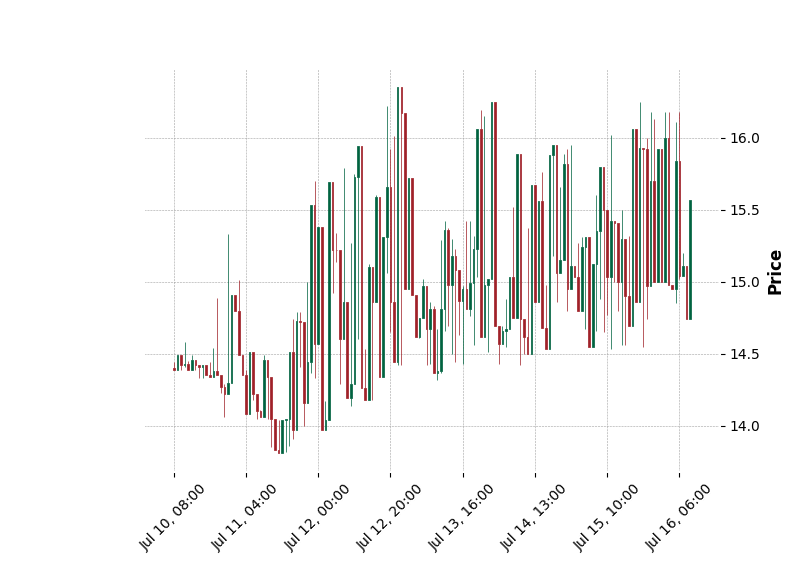 16.0
15.5
15.0
14.5
14.0
Price
Jul 10, 08:00
Jul 11, 04:00
Jul 12, 00:00
Jul 12, 20:00
Jul 13, 16:00
Jul 14, 13:00
Jul 15, 10:00
Jul 16, 06:00